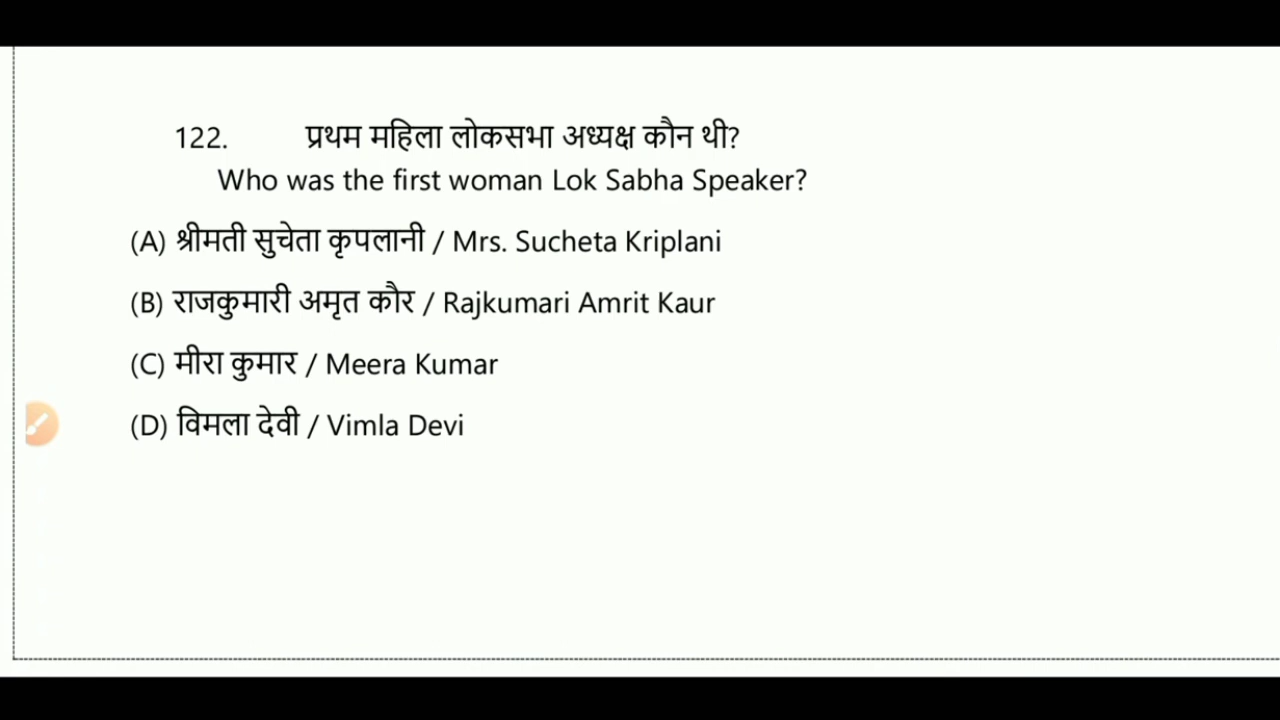 122. प्रथम महिला लोकसभा अध्यक्ष कौन थी?
Who was the first woman Lok Sabha Speaker?
(A) श्रीमती सुचेता कृपलानी / Mrs. Sucheta Kriplani
(B) राजकुमारी अमृत कौर / Rajkumari Amrit Kaur
(C) मीरा कुमार / Meera Kumar
(D) विमला देवी / Vimla Devi